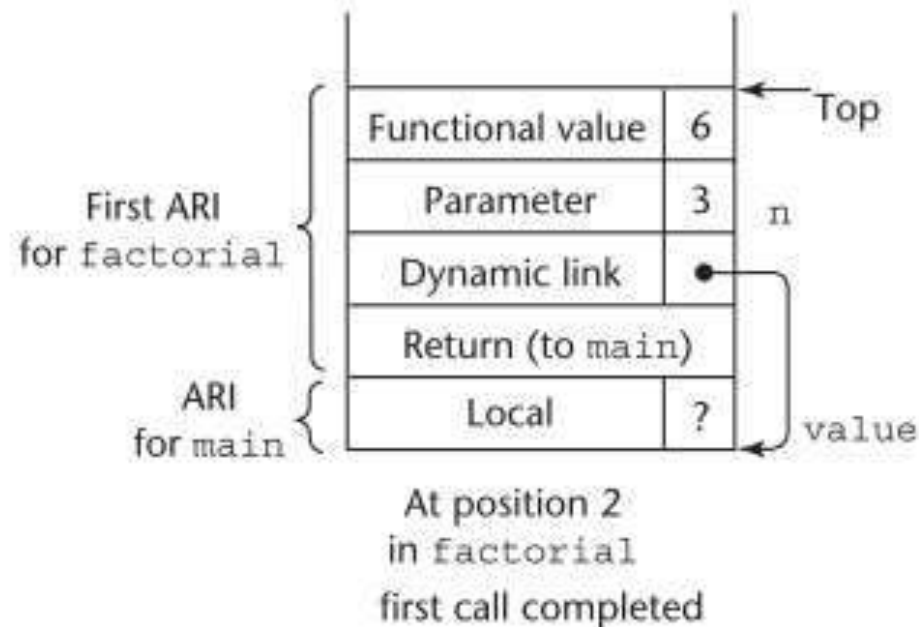 Top
Functional value 6
First ARI
for factorial
Parameter 3 n
Dynamic link
Return (to main)
ARI
for main
Local ? value
At position 2
in factorial
first call completed